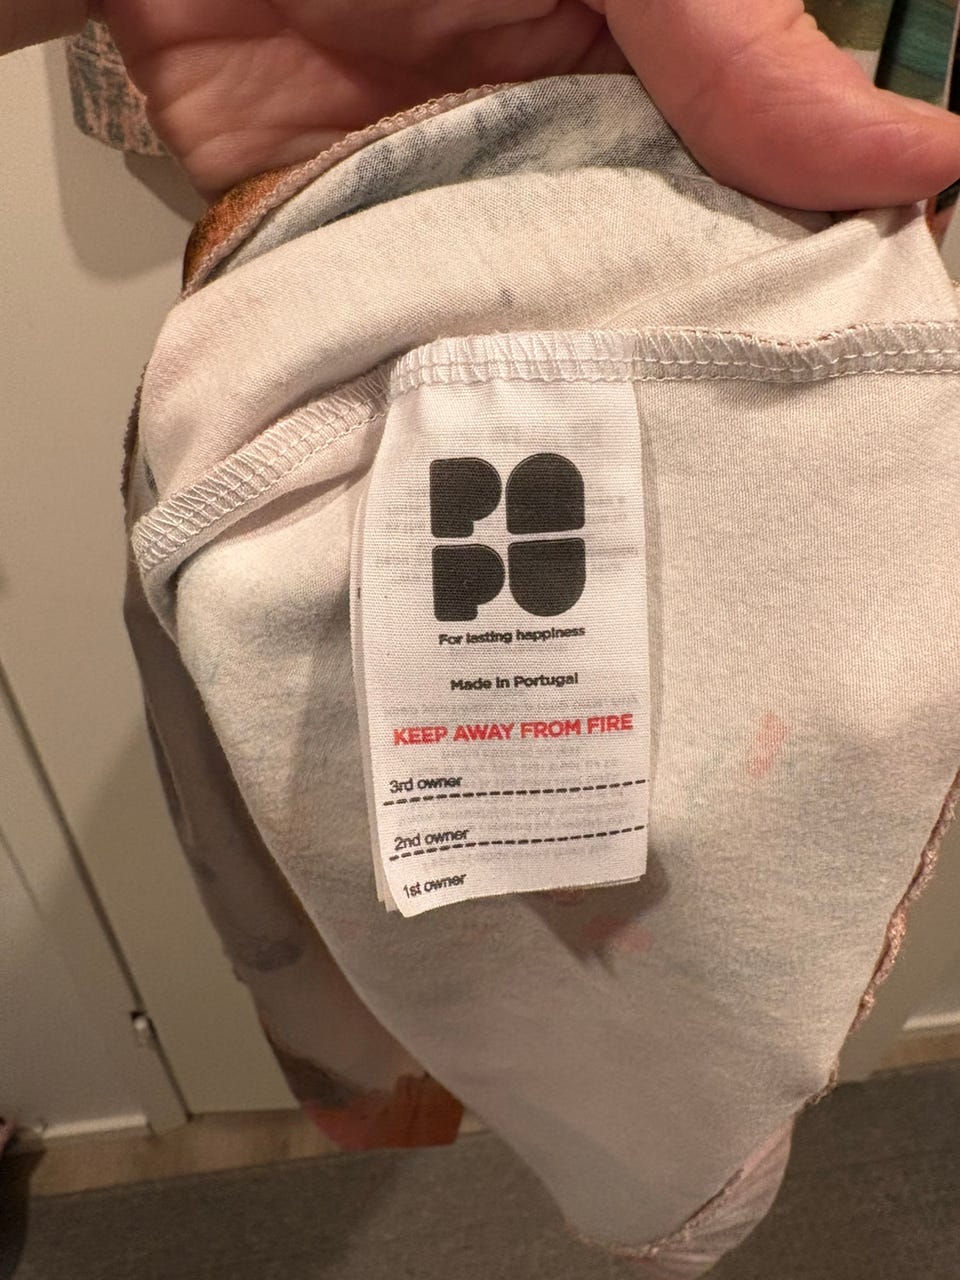 PA
PU
For lasting happiness
Made in Portugal
KEEP AWAY FROM FIRE
3rd owner
2nd owner
1st owner